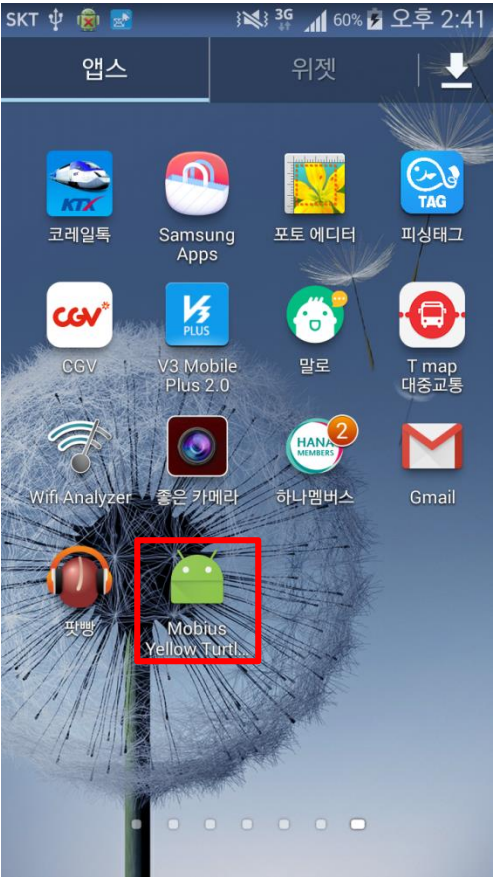 SKT 3G 60% 오후 2:41
앱스 위젯
KTX TAG
코레일톡 Samsung Apps 포토 에디터 피싱태그
CGV V3 PLUS
CGV V3 Mobile Plus 2.0 말로 T map 대중교통
HANA MEMBERS 2
Wifi Analyzer 좋은 카메라 하나멤버스 Gmail
팟빵 Mobius Yellow Turtl...